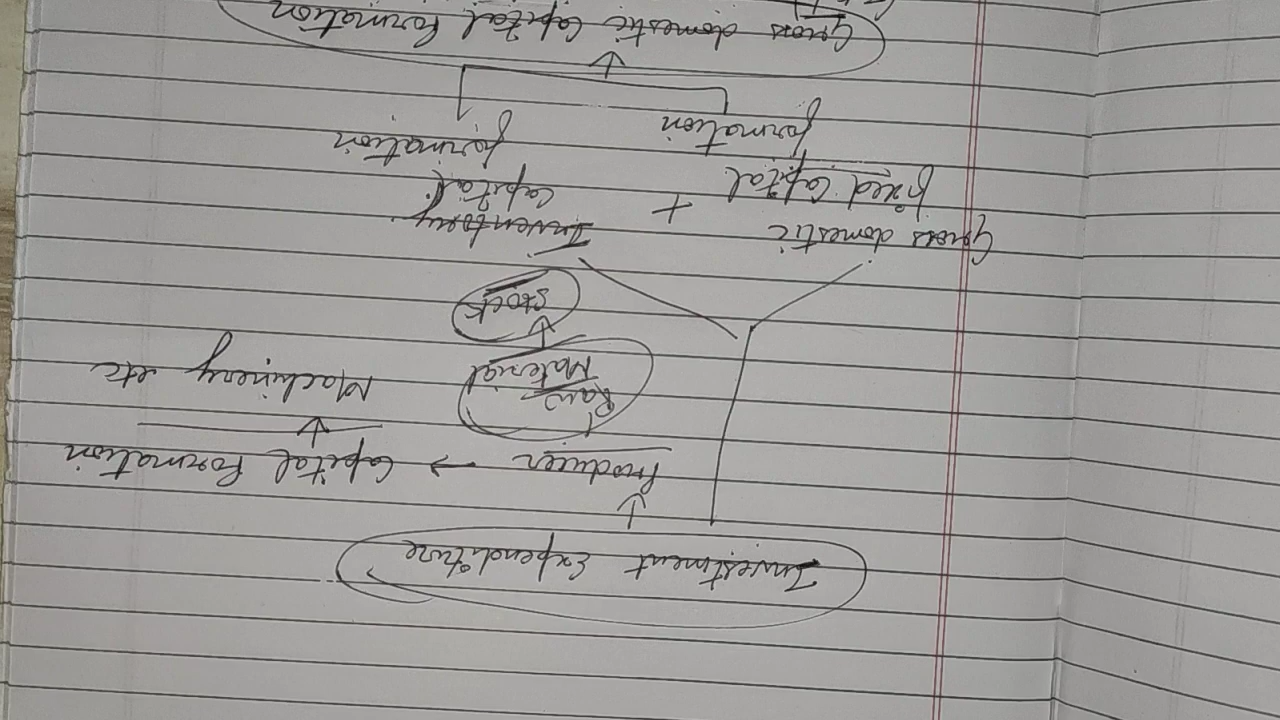 Investment Expenditure
↓
Producer → Capital Formation
↓
Raw Machinery etc
Material
↓
Stock
Gross domestic + Inventory
fixed Capital Capital
formation formation
↓
Gross domestic Capital Formation